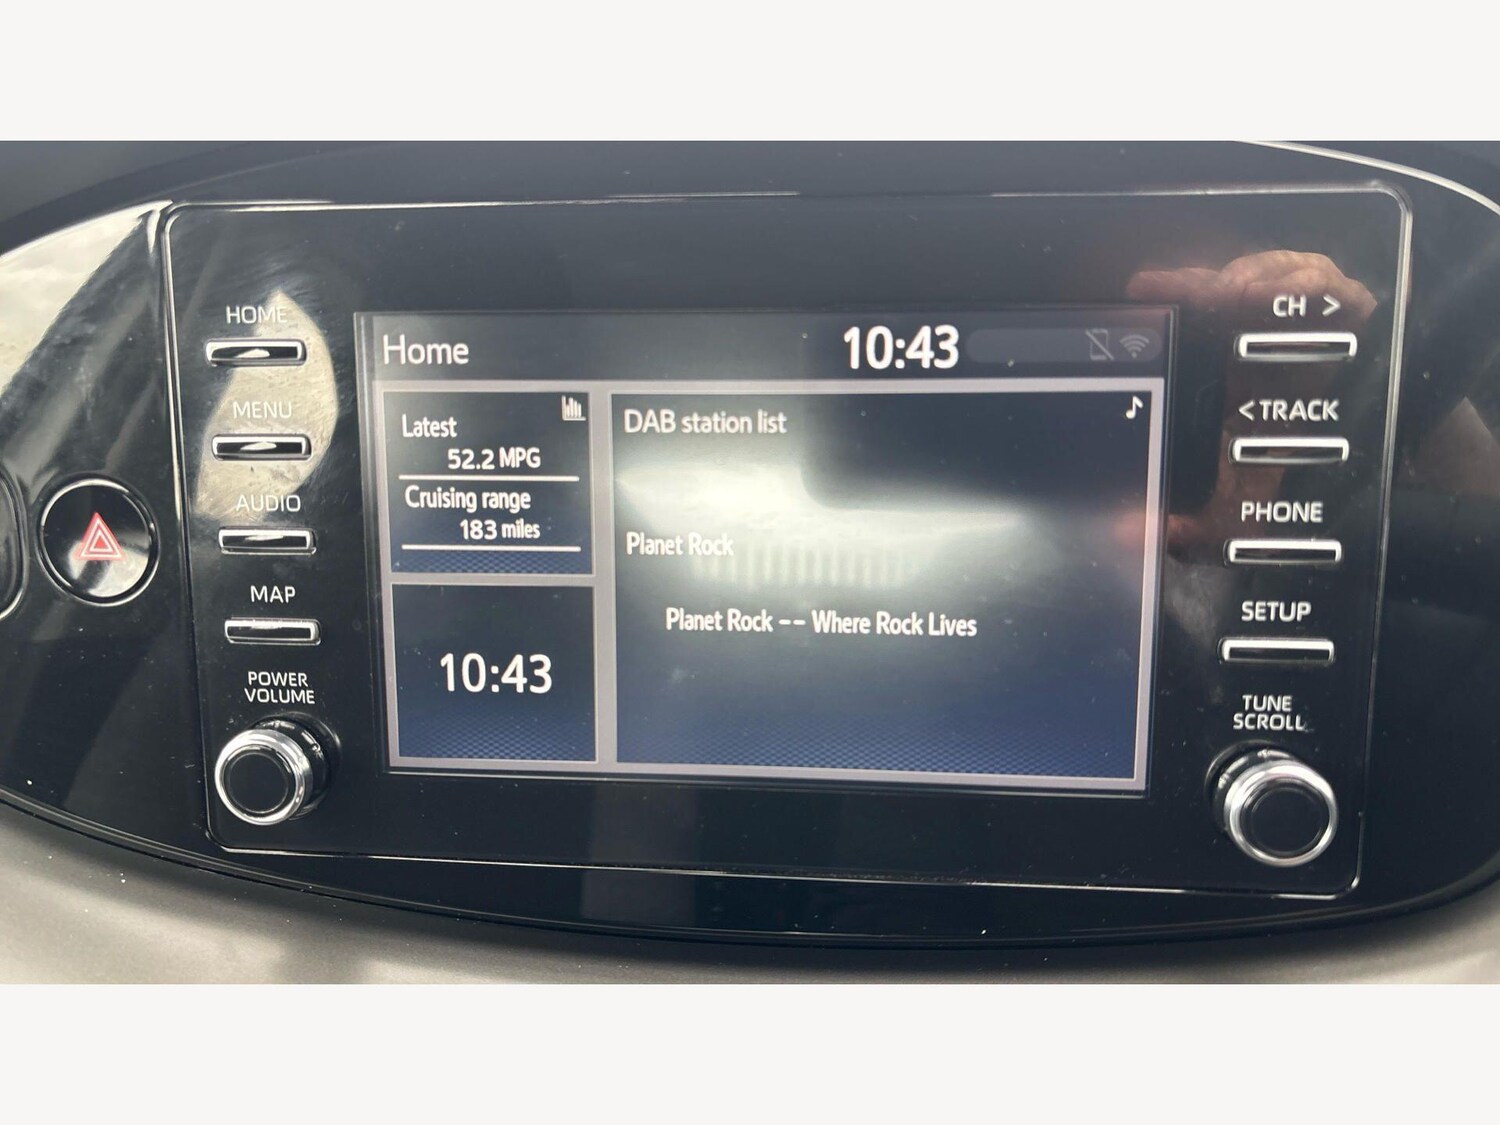 HOME
MENU
AUDIO
MAP
POWER
VOLUME
Home
10:43
Latest
52.2 MPG
Cruising range
183 miles
10:43
DAB station list
Planet Rock
Planet Rock -- Where Rock Lives
CH >
< TRACK
PHONE
SETUP
TUNE
SCROLL